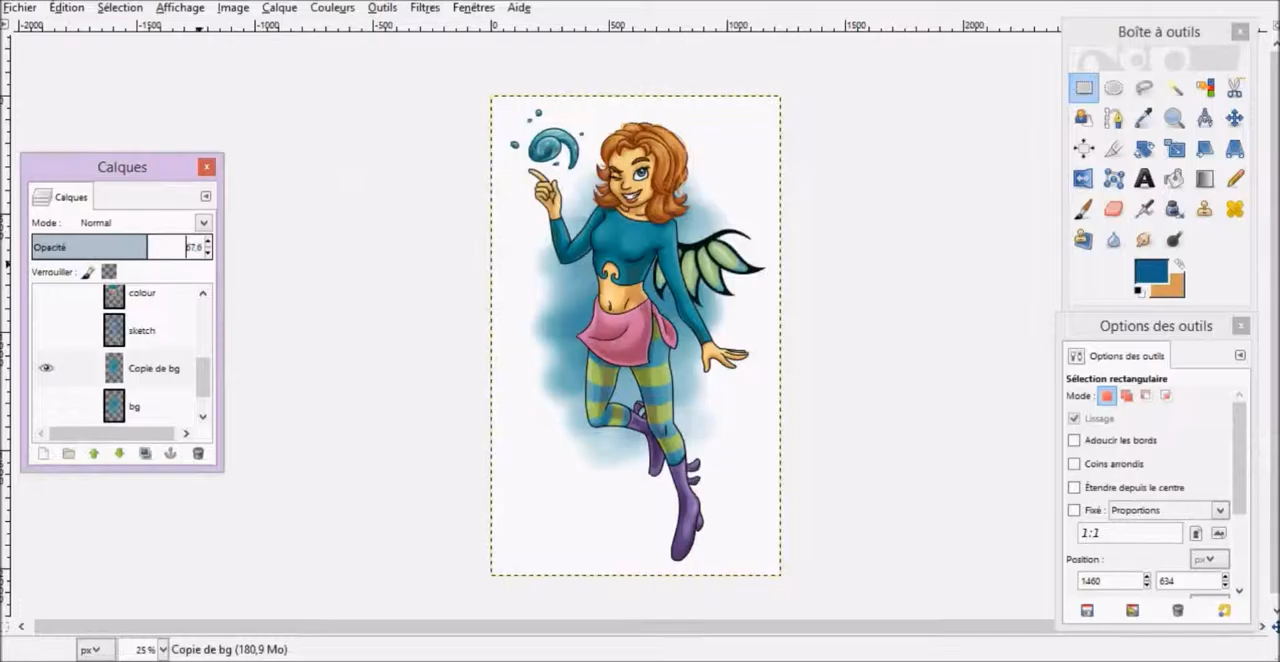 Fichier Édition Sélection Affichage Image Calque Couleurs Outils Filtres Fenêtres Aide
-2000 -1500 -1000 -500 0 500 1000 1500 2000
Boîte à outils
Calques
Calques
Mode : Normal
Opacité 67,6
Verrouiller :
colour
sketch
Copie de bg
bg
Options des outils
Options des outils
Sélection rectangulaire
Mode :
Lissage
Adoucir les bords
Coins arrondis
Étendre depuis le centre
Fixé : Proportions
1:1
Position : px
1460 634
px 25 % Copie de bg (180,9 Mo)